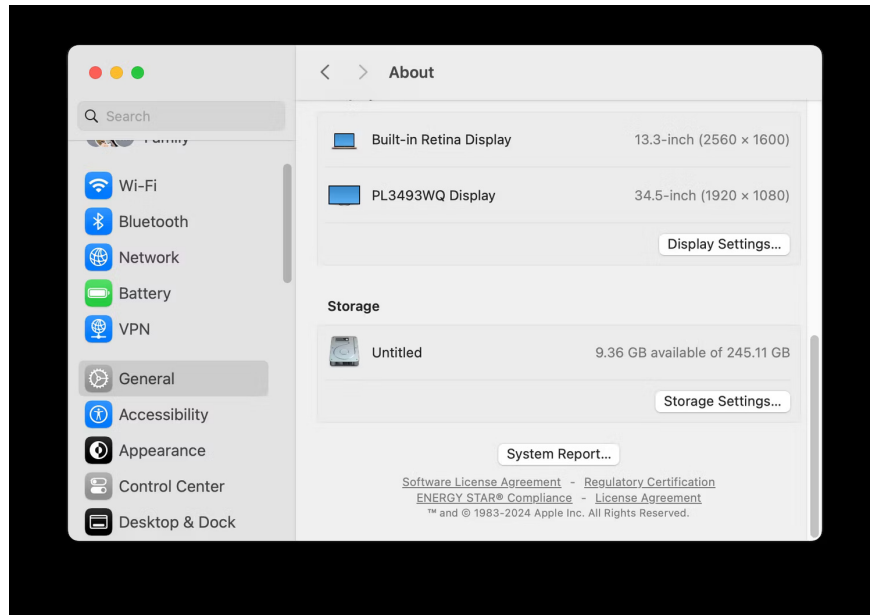 About
Search
Family
Wi-Fi
Bluetooth
Network
Battery
VPN
General
Accessibility
Appearance
Control Center
Desktop & Dock
Built-in Retina Display 13.3-inch (2560 × 1600)
PL3493WQ Display 34.5-inch (1920 × 1080)
Display Settings...
Storage
Untitled 9.36 GB available of 245.11 GB
Storage Settings...
System Report...
Software License Agreement - Regulatory Certification
ENERGY STAR® Compliance - License Agreement
™ and © 1983-2024 Apple Inc. All Rights Reserved.